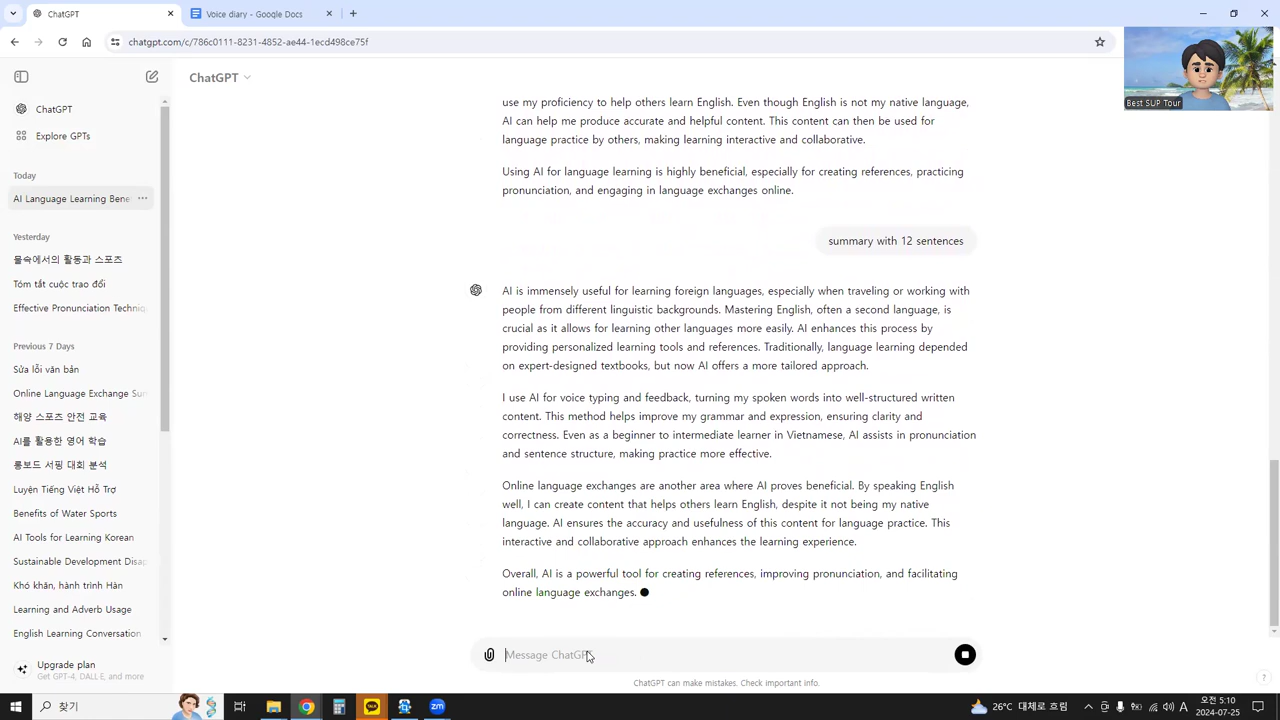 ChatGPT
Voice diary - Google Docs
chatgpt.com/c/786c0111-8231-4852-ae44-1ecd498ce75f
Best SUP Tour
ChatGPT
Explore GPTs
Today
AI Language Learning Bene
Yesterday
물속에서의 활동과 스포츠
Tóm tắt cuộc trao đổi
Effective Pronunciation Techniq
Previous 7 Days
Sửa lỗi văn bản
Online Language Exchange Sum
해양 스포츠 안전 교육
AI를 활용한 영어 학습
롱보드 서핑 대회 분석
Luyện Tiếng Việt Hỗ Trợ
Benefits of Water Sports
AI Tools for Learning Korean
Sustainable Development Disap
Khó khăn, hành trình Hàn
Learning and Adverb Usage
English Learning Conversation
Upgrade plan
Get GPT-4, DALL·E, and more
ChatGPT
use my proficiency to help others learn English. Even though English is not my native language,
AI can help me produce accurate and helpful content. This content can then be used for
language practice by others, making learning interactive and collaborative.
Using AI for language learning is highly beneficial, especially for creating references, practicing
pronunciation, and engaging in language exchanges online.
summary with 12 sentences
AI is immensely useful for learning foreign languages, especially when traveling or working with
people from different linguistic backgrounds. Mastering English, often a second language, is
crucial as it allows for learning other languages more easily. AI enhances this process by
providing personalized learning tools and references. Traditionally, language learning depended
on expert-designed textbooks, but now AI offers a more tailored approach.
I use AI for voice typing and feedback, turning my spoken words into well-structured written
content. This method helps improve my grammar and expression, ensuring clarity and
correctness. Even as a beginner to intermediate learner in Vietnamese, AI assists in pronunciation
and sentence structure, making practice more effective.
Online language exchanges are another area where AI proves beneficial. By speaking English
well, I can create content that helps others learn English, despite it not being my native
language. AI ensures the accuracy and usefulness of this content for language practice. This
interactive and collaborative approach enhances the learning experience.
Overall, AI is a powerful tool for creating references, improving pronunciation, and facilitating
online language exchanges.
Message ChatGPT
ChatGPT can make mistakes. Check important info.
?
찾기
TALK
26°C 대체로 흐림
A
오전 5:10
2024-07-25